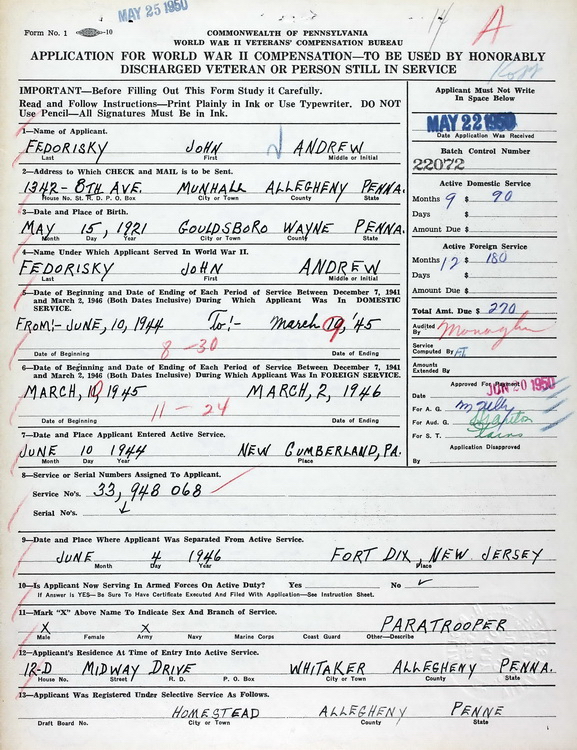 MAY 25 1950
Form No. 1 -10
14 A
COMMONWEALTH OF PENNSYLVANIA
WORLD WAR II VETERANS' COMPENSATION BUREAU
APPLICATION FOR WORLD WAR II COMPENSATION—TO BE USED BY HONORABLY
DISCHARGED VETERAN OR PERSON STILL IN SERVICE
IMPORTANT—Before Filling Out This Form Study it Carefully.
Read and Follow Instructions—Print Plainly in Ink or Use Typewriter. DO NOT
Use Pencil—All Signatures Must Be in Ink.
Applicant Must Not Write
In Space Below
MAY 22 1950
Date Application Was Received
Batch Control Number
22072
1—Name of Applicant.
FEDORISKY JOHN ANDREW
Last First Middle or Initial
2—Address to Which CHECK and MAIL is to be Sent.
1342- 8TH AVE. MUNHALL ALLEGHENY PENNA.
House No. St. R. D. P. O. Box City or Town County State
3—Date and Place of Birth.
MAY 15, 1921 GOULDSBORO WAYNE PENNA.
Month Day Year City or Town County State
4—Name Under Which Applicant Served In World War II.
FEDORISKY JOHN ANDREW
Last First Middle or Initial
Active Domestic Service
Months 9 $ 90
Days $
Amount Due $
Active Foreign Service
Months 12 $ 180
Days $
Amount Due $
Total Amt. Due $ 270
5—Date of Beginning and Date of Ending of Each Period of Service Between December 7, 1941
and March 2, 1946 (Both Dates Inclusive) During Which Applicant Was In DOMESTIC
SERVICE.
FROM:- JUNE, 10, 1944 To:- March 19, '45
8-30
Date of Beginning Date of Ending
6—Date of Beginning and Date of Ending of Each Period of Service Between December 7, 1941
and March 2, 1946 (Both Dates Inclusive) During Which Applicant Was In FOREIGN SERVICE.
MARCH, 19, 1945 MARCH, 2, 1946
11-24
Date of Beginning Date of Ending
Audited
By Monaghan
Service
Computed By
Amounts
Extended By
Approved For Payment
Date JUN 20 1950
For A. G.
For Aud. G.
For S. T.
Application Disapproved
By
7—Date and Place Applicant Entered Active Service.
JUNE 10 1944 NEW CUMBERLAND, PA.
Month Day Year Place
8—Service or Serial Numbers Assigned To Applicant.
Service No's. 33, 948 068
Serial No's. ↓
9—Date and Place Where Applicant Was Separated From Active Service.
JUNE 4 1946 FORT DIX, NEW JERSEY
Month Day Year Place
10—Is Applicant Now Serving In Armed Forces On Active Duty? Yes No ✓
If Answer is YES—Be Sure To Have Certificate Executed And Filed With Application—See Instruction Sheet.
11—Mark "X" Above Name To Indicate Sex and Branch of Service.
X X PARATROOPER
Male Female Army Navy Marine Corps Coast Guard Other—Describe
12—Applicant's Residence At Time of Entry Into Active Service.
12-D MIDWAY DRIVE WHITAKER ALLEGHENY PENNA.
House No. Street R. D. P. O. Box City or Town County State
13—Applicant Was Registered Under Selective Service As Follows.
HOMESTEAD ALLEGHENY PENNE
Draft Board No. City or Town County State